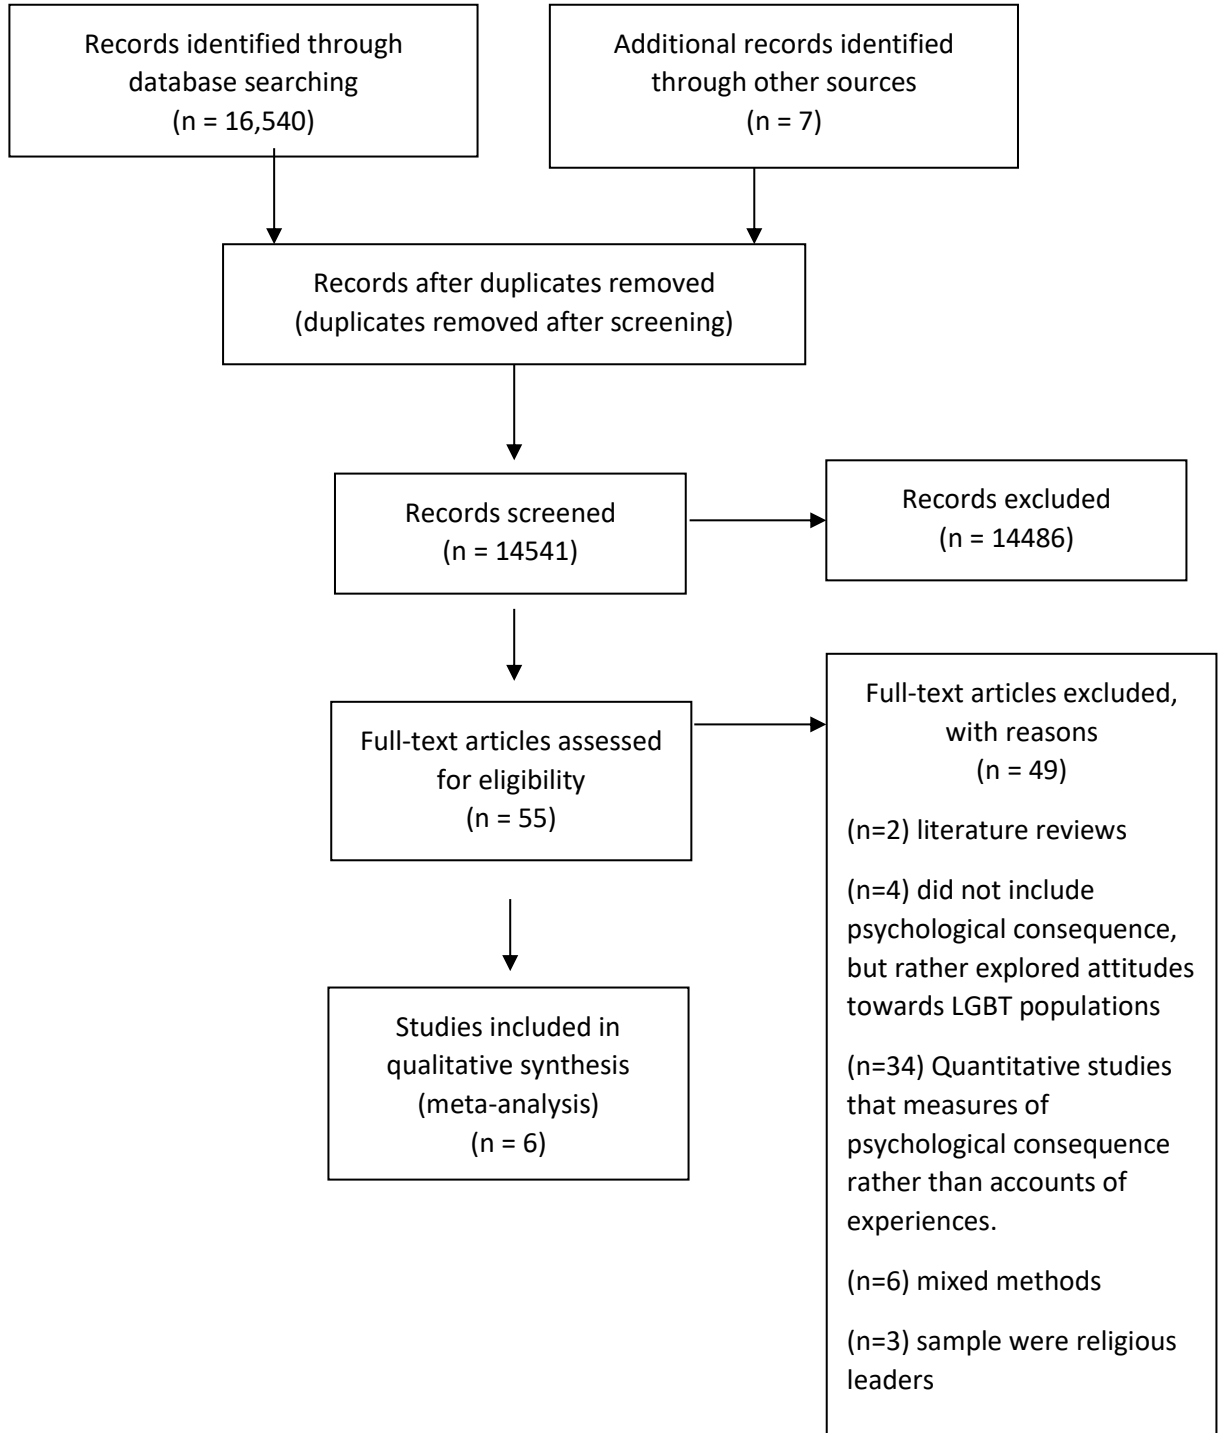 Records identified through
database searching
(n = 16,540)
Additional records identified
through other sources
(n = 7)
Records after duplicates removed
(duplicates removed after screening)
Records screened
(n = 14541)
Records excluded
(n = 14486)
Full-text articles assessed
for eligibility
(n = 55)
Full-text articles excluded,
with reasons
(n = 49)
(n=2) literature reviews
(n=4) did not include
psychological consequence,
but rather explored attitudes
towards LGBT populations
(n=34) Quantitative studies
that measures of
psychological consequence
rather than accounts of
experiences.
(n=6) mixed methods
(n=3) sample were religious
leaders
Studies included in
qualitative synthesis
(meta-analysis)
(n = 6)